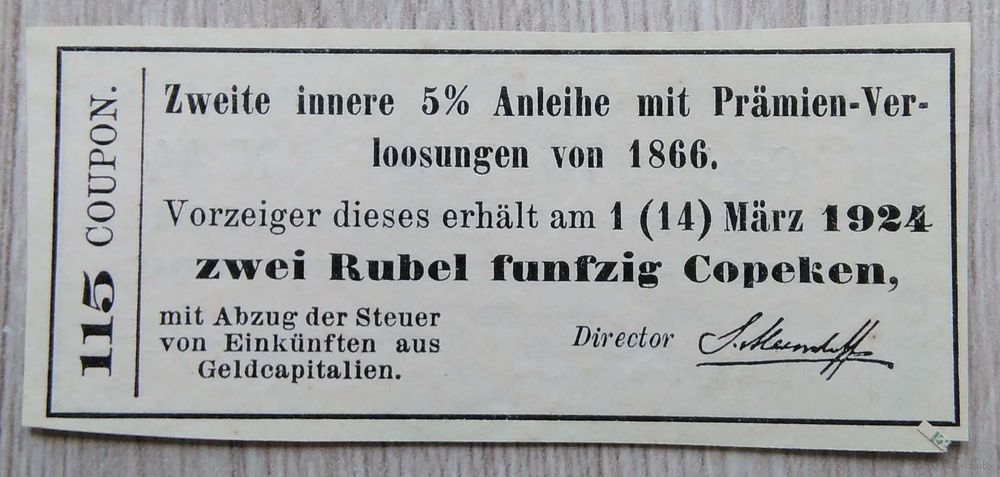 115 COUPON.
Zweite innere 5% Anleihe mit Prämien-Ver-
loosungen von 1866.
Vorzeiger dieses erhält am 1 (14) März 1924
zwei Rubel funfzig Copeken,
mit Abzug der Steuer
von Einkünften aus
Geldcapitalien.
Director